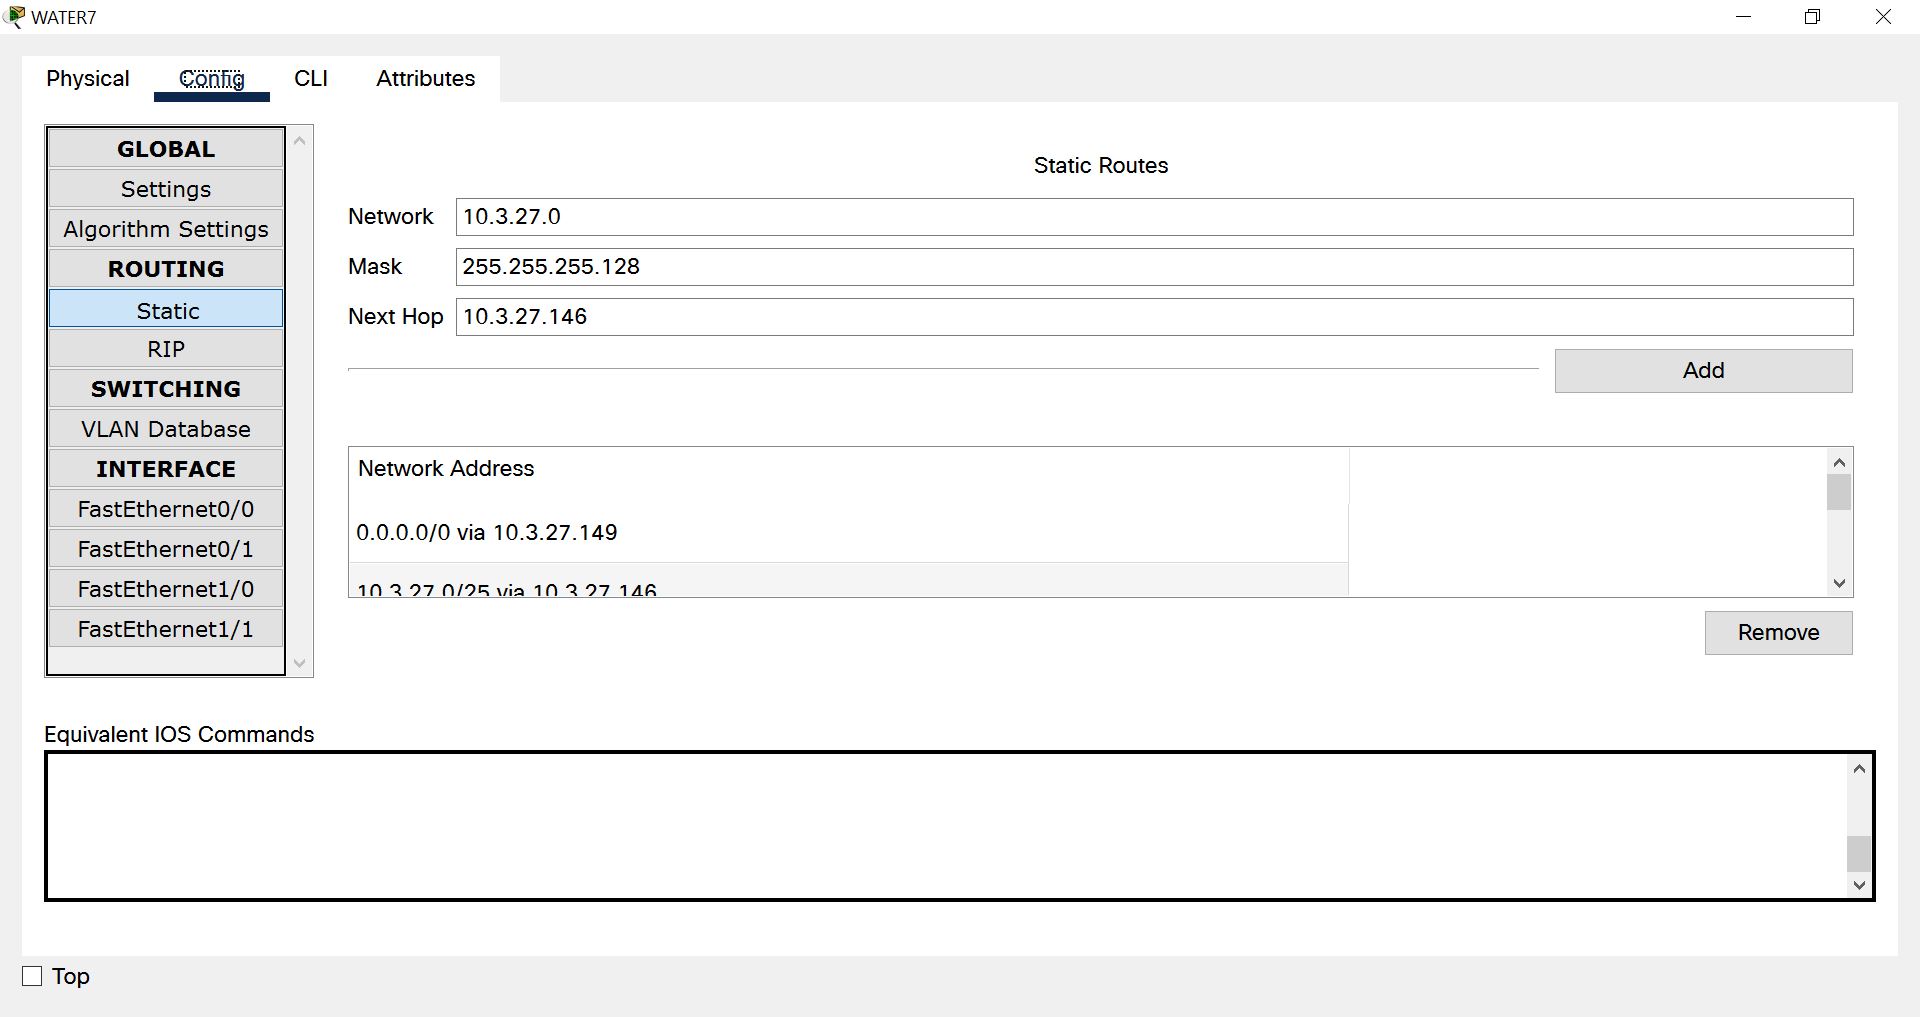 WATER7
Physical Config CLI Attributes
GLOBAL
Settings
Algorithm Settings
ROUTING
Static
RIP
SWITCHING
VLAN Database
INTERFACE
FastEthernet0/0
FastEthernet0/1
FastEthernet1/0
FastEthernet1/1
Static Routes
Network 10.3.27.0
Mask 255.255.255.128
Next Hop 10.3.27.146
Add
Network Address
0.0.0.0/0 via 10.3.27.149
10.3.27.0/25 via 10.3.27.146
Remove
Equivalent IOS Commands
Top